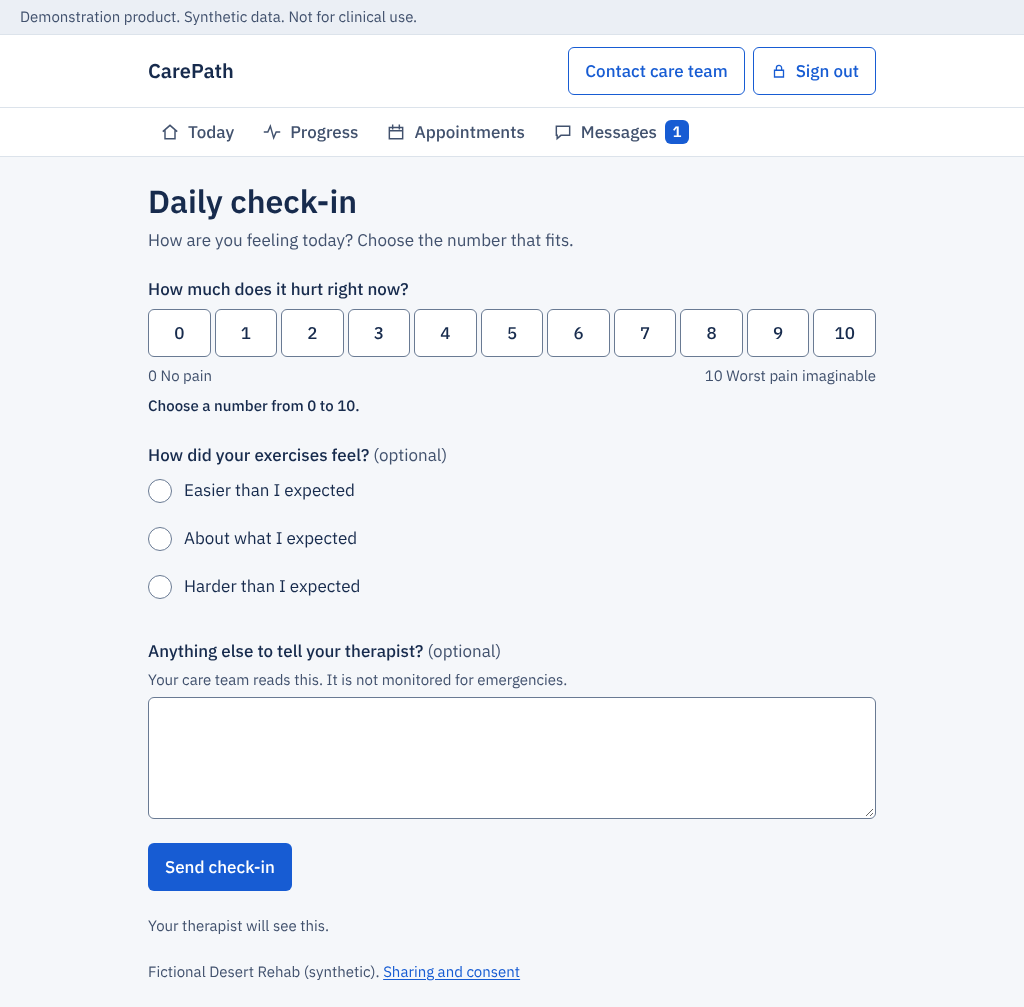 Demonstration product. Synthetic data. Not for clinical use.
CarePath
Contact care team
Sign out
Today
Progress
Appointments
Messages 1
Daily check-in
How are you feeling today? Choose the number that fits.
How much does it hurt right now?
0 1 2 3 4 5 6 7 8 9 10
0 No pain
10 Worst pain imaginable
Choose a number from 0 to 10.
How did your exercises feel? (optional)
Easier than I expected
About what I expected
Harder than I expected
Anything else to tell your therapist? (optional)
Your care team reads this. It is not monitored for emergencies.
Send check-in
Your therapist will see this.
Fictional Desert Rehab (synthetic). Sharing and consent